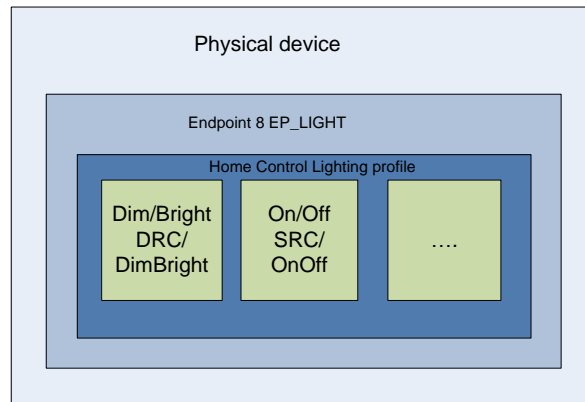 Physical device
Endpoint 8 EP_LIGHT
Home Control Lighting profile
Dim/Bright
DRC/
DimBright
On/Off
SRC/
OnOff
....